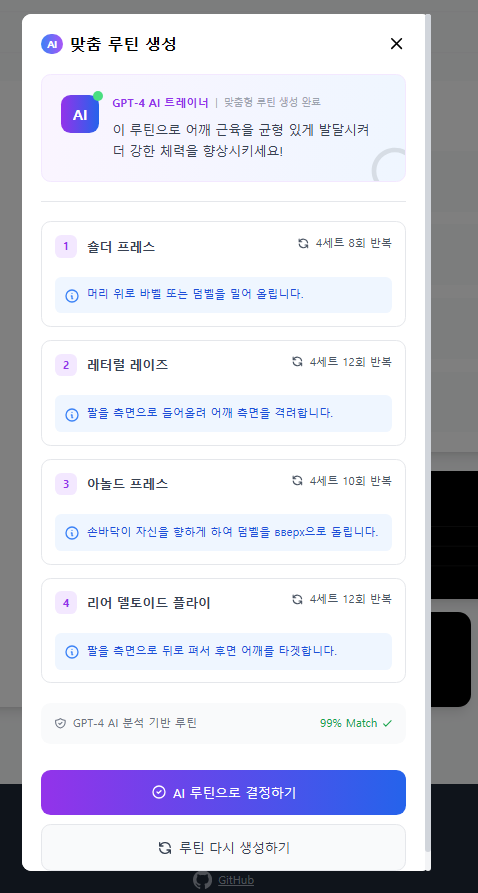 AI 맞춤 루틴 생성
AI GPT-4 AI 트레이너 | 맞춤형 루틴 생성 완료
이 루틴으로 어깨 근육을 균형 있게 발달시켜
더 강한 체력을 향상시키세요!
1 숄더 프레스 4세트 8회 반복
머리 위로 바벨 또는 덤벨을 밀어 올립니다.
2 레터럴 레이즈 4세트 12회 반복
팔을 측면으로 들어올려 어깨 측면을 격려합니다.
3 아놀드 프레스 4세트 10회 반복
손바닥이 자신을 향하게 하여 덤벨을 вверх으로 돌립니다.
4 리어 델토이드 플라이 4세트 12회 반복
팔을 측면으로 뒤로 펴서 후면 어깨를 타겟합니다.
GPT-4 AI 분석 기반 루틴 99% Match
AI 루틴으로 결정하기
루틴 다시 생성하기
GitHub